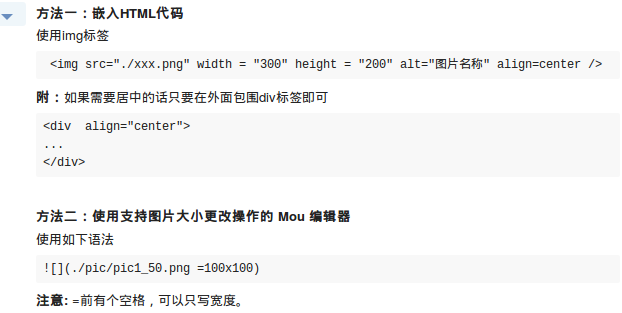 方法一：嵌入HTML代码
使用img标签
<img src="./xxx.png" width = "300" height = "200" alt="图片名称" align=center />
附：如果需要居中的话只要在外面包围div标签即可
<div  align="center">
...
</div>
方法二：使用支持图片大小更改操作的 Mou 编辑器
使用如下语法
![](./pic/pic1_50.png =100x100)
注意: =前有个空格，可以只写宽度。